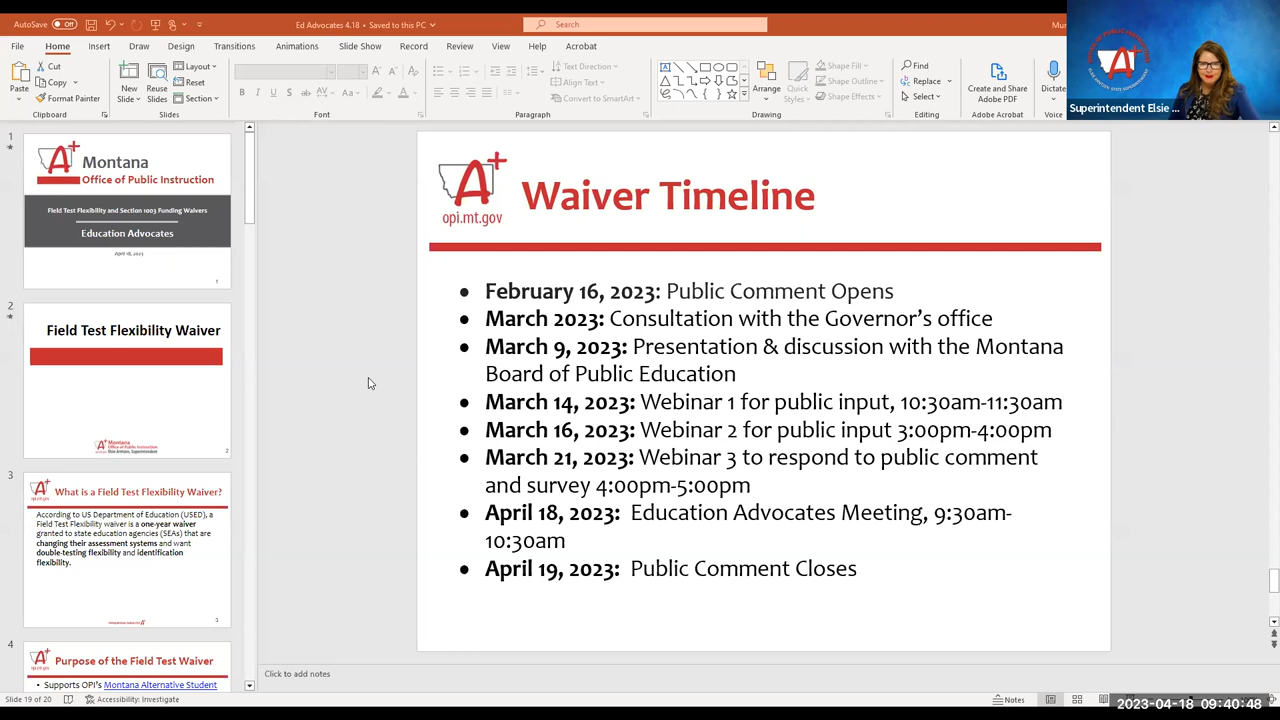 AutoSave Off
Ed Advocates 4.18 • Saved to this PC
Search
File Home Insert Draw Design Transitions Animations Slide Show Record Review View Help Acrobat
Paste
Cut
Copy
Format Painter
Clipboard
New Slide
Reuse Slides
Layout
Reset
Section
Slides
Font
Text Direction
Align Text
Convert to SmartArt
Paragraph
Arrange
Quick Styles
Shape Fill
Shape Outline
Shape Effects
Drawing
Find
Replace
Select
Editing
Create and Share Adobe PDF
Adobe Acrobat
Dictate
Voice
Superintendent Elsie ...
1
A+ Montana
Office of Public Instruction
Field Test Flexibility and Section 1003 Funding Waivers
Education Advocates
April 18, 2023
1
2
Field Test Flexibility Waiver
Montana
Office of Public Instruction
Elsie Arntzen, Superintendent
2
3
What is a Field Test Flexibility Waiver?
According to US Department of Education (USED), a
Field Test Flexibility waiver is a one-year waiver
granted to state education agencies (SEAs) that are
changing their assessment systems and want
double-testing flexibility and identification
flexibility.
3
4
Purpose of the Field Test Waiver
• Supports OPI's Montana Alternative Student
A+
opi.mt.gov
Waiver Timeline
• February 16, 2023: Public Comment Opens
• March 2023: Consultation with the Governor's office
• March 9, 2023: Presentation & discussion with the Montana
Board of Public Education
• March 14, 2023: Webinar 1 for public input, 10:30am-11:30am
• March 16, 2023: Webinar 2 for public input 3:00pm-4:00pm
• March 21, 2023: Webinar 3 to respond to public comment
and survey 4:00pm-5:00pm
• April 18, 2023: Education Advocates Meeting, 9:30am-
10:30am
• April 19, 2023: Public Comment Closes
Click to add notes
Slide 19 of 20
Accessibility: Investigate
Notes
2023-04-18 09:40:48